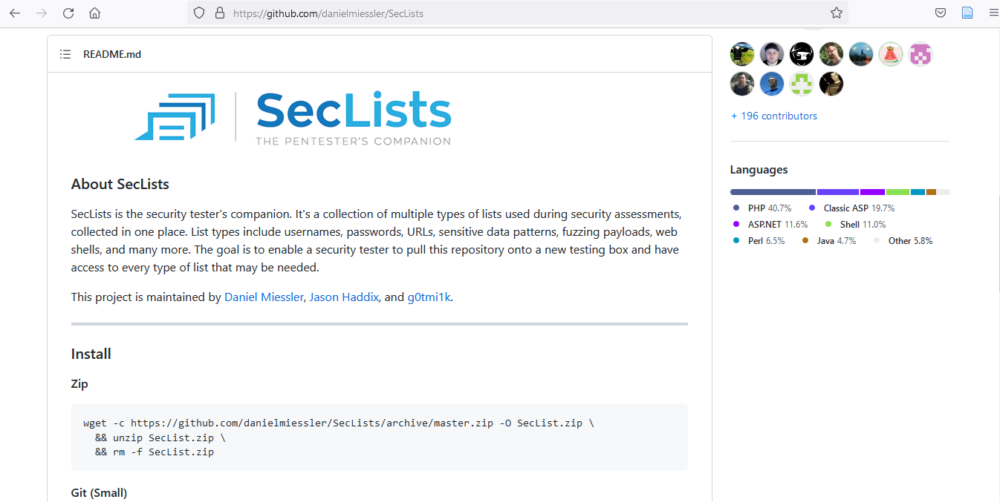 https://github.com/danielmiessler/SecLists
README.md
SecLists
THE PENTESTER'S COMPANION
About SecLists
SecLists is the security tester's companion. It's a collection of multiple types of lists used during security assessments,
collected in one place. List types include usernames, passwords, URLs, sensitive data patterns, fuzzing payloads, web
shells, and many more. The goal is to enable a security tester to pull this repository onto a new testing box and have
access to every type of list that may be needed.
This project is maintained by Daniel Miessler, Jason Haddix, and g0tmi1k.
Install
Zip
wget -c https://github.com/danielmiessler/SecLists/archive/master.zip -O SecList.zip \
&& unzip SecList.zip \
&& rm -f SecList.zip
Git (Small)
+ 196 contributors
Languages
PHP 40.7% Classic ASP 19.7%
ASP.NET 11.6% Shell 11.0%
Perl 6.5% Java 4.7% Other 5.8%